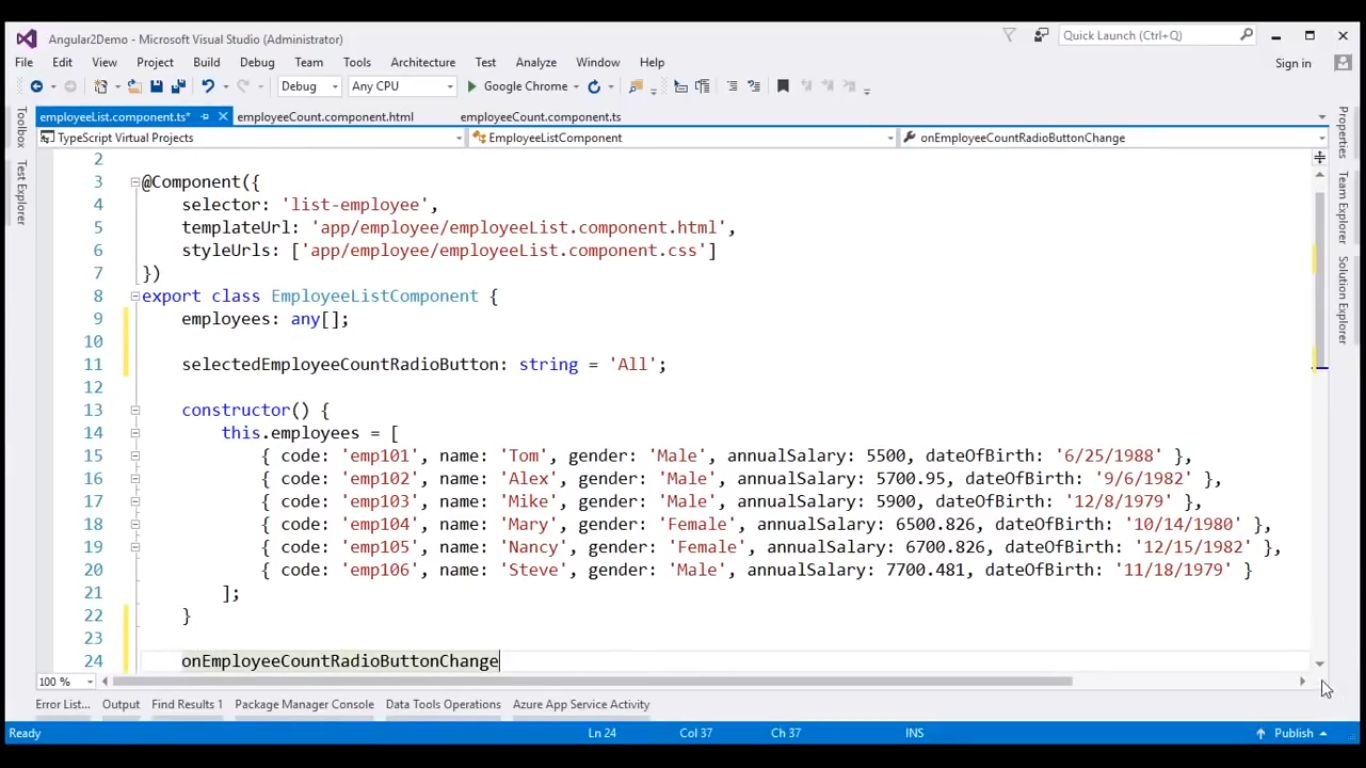 Angular2Demo - Microsoft Visual Studio (Administrator)
Quick Launch (Ctrl+Q)
File Edit View Project Build Debug Team Tools Architecture Test Analyze Window Help
Sign in
Debug Any CPU Google Chrome
employeeList.component.ts* employeeCount.component.html employeeCount.component.ts
TypeScript Virtual Projects EmployeeListComponent onEmployeeCountRadioButtonChange
Toolbox
Test Explorer
Properties
Team Explorer
Solution Explorer
2
3 @Component({
4 selector: 'list-employee',
5 templateUrl: 'app/employee/employeeList.component.html',
6 styleUrls: ['app/employee/employeeList.component.css']
7 })
8 export class EmployeeListComponent {
9 employees: any[];
10
11 selectedEmployeeCountRadioButton: string = 'All';
12
13 constructor() {
14 this.employees = [
15 { code: 'emp101', name: 'Tom', gender: 'Male', annualSalary: 5500, dateOfBirth: '6/25/1988' },
16 { code: 'emp102', name: 'Alex', gender: 'Male', annualSalary: 5700.95, dateOfBirth: '9/6/1982' },
17 { code: 'emp103', name: 'Mike', gender: 'Male', annualSalary: 5900, dateOfBirth: '12/8/1979' },
18 { code: 'emp104', name: 'Mary', gender: 'Female', annualSalary: 6500.826, dateOfBirth: '10/14/1980' },
19 { code: 'emp105', name: 'Nancy', gender: 'Female', annualSalary: 6700.826, dateOfBirth: '12/15/1982' },
20 { code: 'emp106', name: 'Steve', gender: 'Male', annualSalary: 7700.481, dateOfBirth: '11/18/1979' }
21 ];
22 }
23
24 onEmployeeCountRadioButtonChange
100 %
Error List... Output Find Results 1 Package Manager Console Data Tools Operations Azure App Service Activity
Ready Ln 24 Col 37 Ch 37 INS Publish